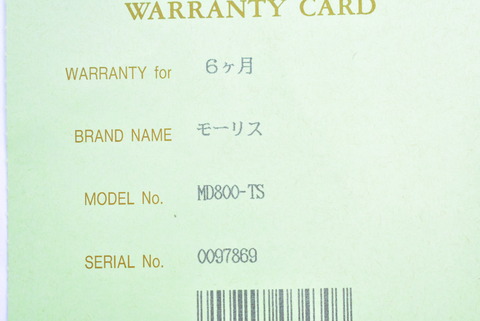 WARRANTY CARD
WARRANTY for 6ヶ月
BRAND NAME モーリス
MODEL No. MD800-TS
SERIAL No. 0097869